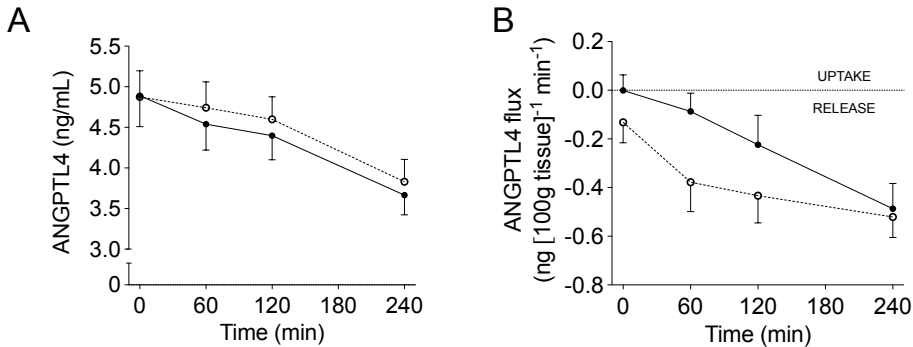 A
ANGPTL4 (ng/mL)
5.5
5.0
4.5
4.0
3.5
3.0
0
0 60 120 180 240
Time (min)
B
ANGPTL4 flux
(ng [100g tissue]⁻¹ min⁻¹)
0.2
0.0
-0.2
-0.4
-0.6
-0.8
UPTAKE
RELEASE
0 60 120 180 240
Time (min)